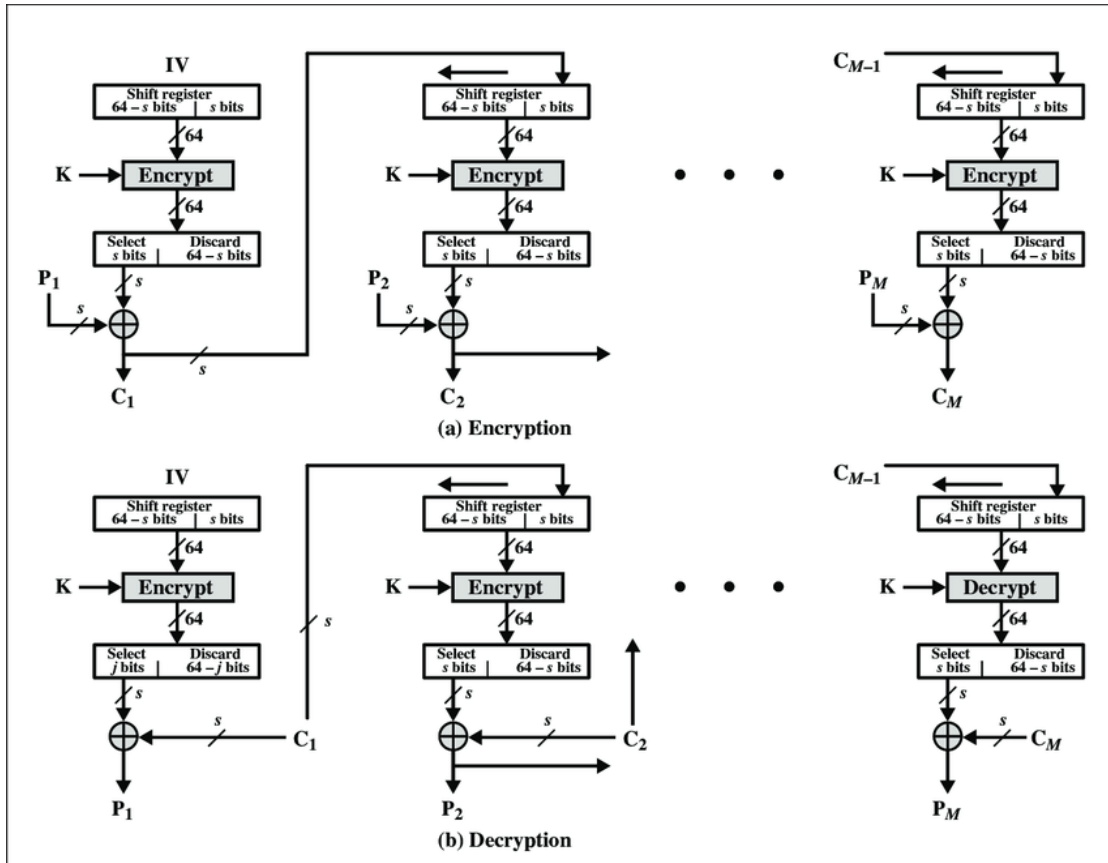 IV
C_{M–1}
Shift register
64 – s bits | s bits
Shift register
64 – s bits | s bits
Shift register
64 – s bits | s bits
64
64
64
K
Encrypt
K
Encrypt
• • •
K
Encrypt
64
64
64
Select Discard
s bits | 64 – s bits
Select Discard
s bits | 64 – s bits
Select Discard
s bits | 64 – s bits
P₁
s
P₂
s
P_M
s
s
s
s
s
C₁
C₂
C_M
(a) Encryption
IV
C_{M–1}
Shift register
64 – s bits | s bits
Shift register
64 – s bits | s bits
Shift register
64 – s bits | s bits
64
64
64
K
Encrypt
K
Encrypt
• • •
K
Decrypt
64
64
64
s
Select Discard
j bits | 64 – j bits
Select Discard
s bits | 64 – s bits
Select Discard
s bits | 64 – s bits
s
s
s
s
C₁
s
C₂
s
C_M
P₁
P₂
P_M
(b) Decryption